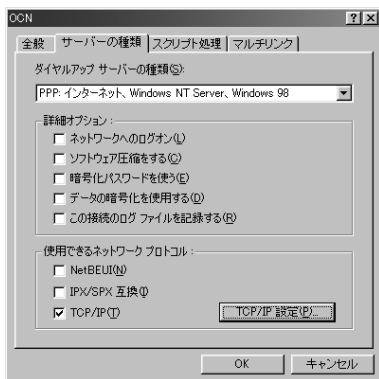 OCN
全般 サーバーの種類 スクリプト処理 マルチリンク
ダイヤルアップ サーバーの種類(S):
PPP: インターネット、Windows NT Server、Windows 98
詳細オプション:
ネットワークへのログオン(L)
ソフトウェア圧縮をする(C)
暗号化パスワードを使う(E)
データの暗号化を使用する(D)
この接続のログ ファイルを記録する(R)
使用できるネットワーク プロトコル:
NetBEUI(N)
IPX/SPX 互換(I)
TCP/IP(T) TCP/IP 設定(P)...
OK キャンセル